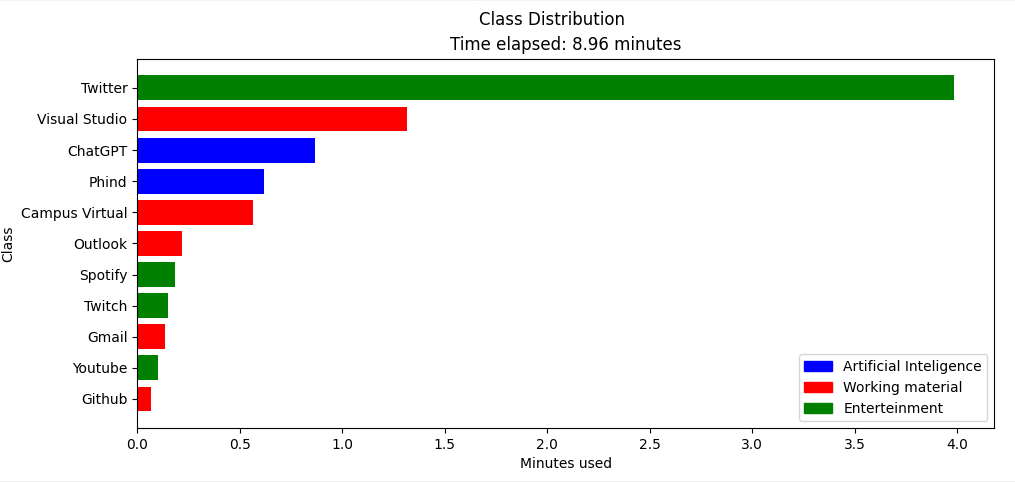 Class Distribution
Time elapsed: 8.96 minutes
Twitter
Visual Studio
ChatGPT
Phind
Campus Virtual
Outlook
Spotify
Twitch
Gmail
Youtube
Github
Class
Artificial Inteligence
Working material
Enterteinment
0.0 0.5 1.0 1.5 2.0 2.5 3.0 3.5 4.0
Minutes used